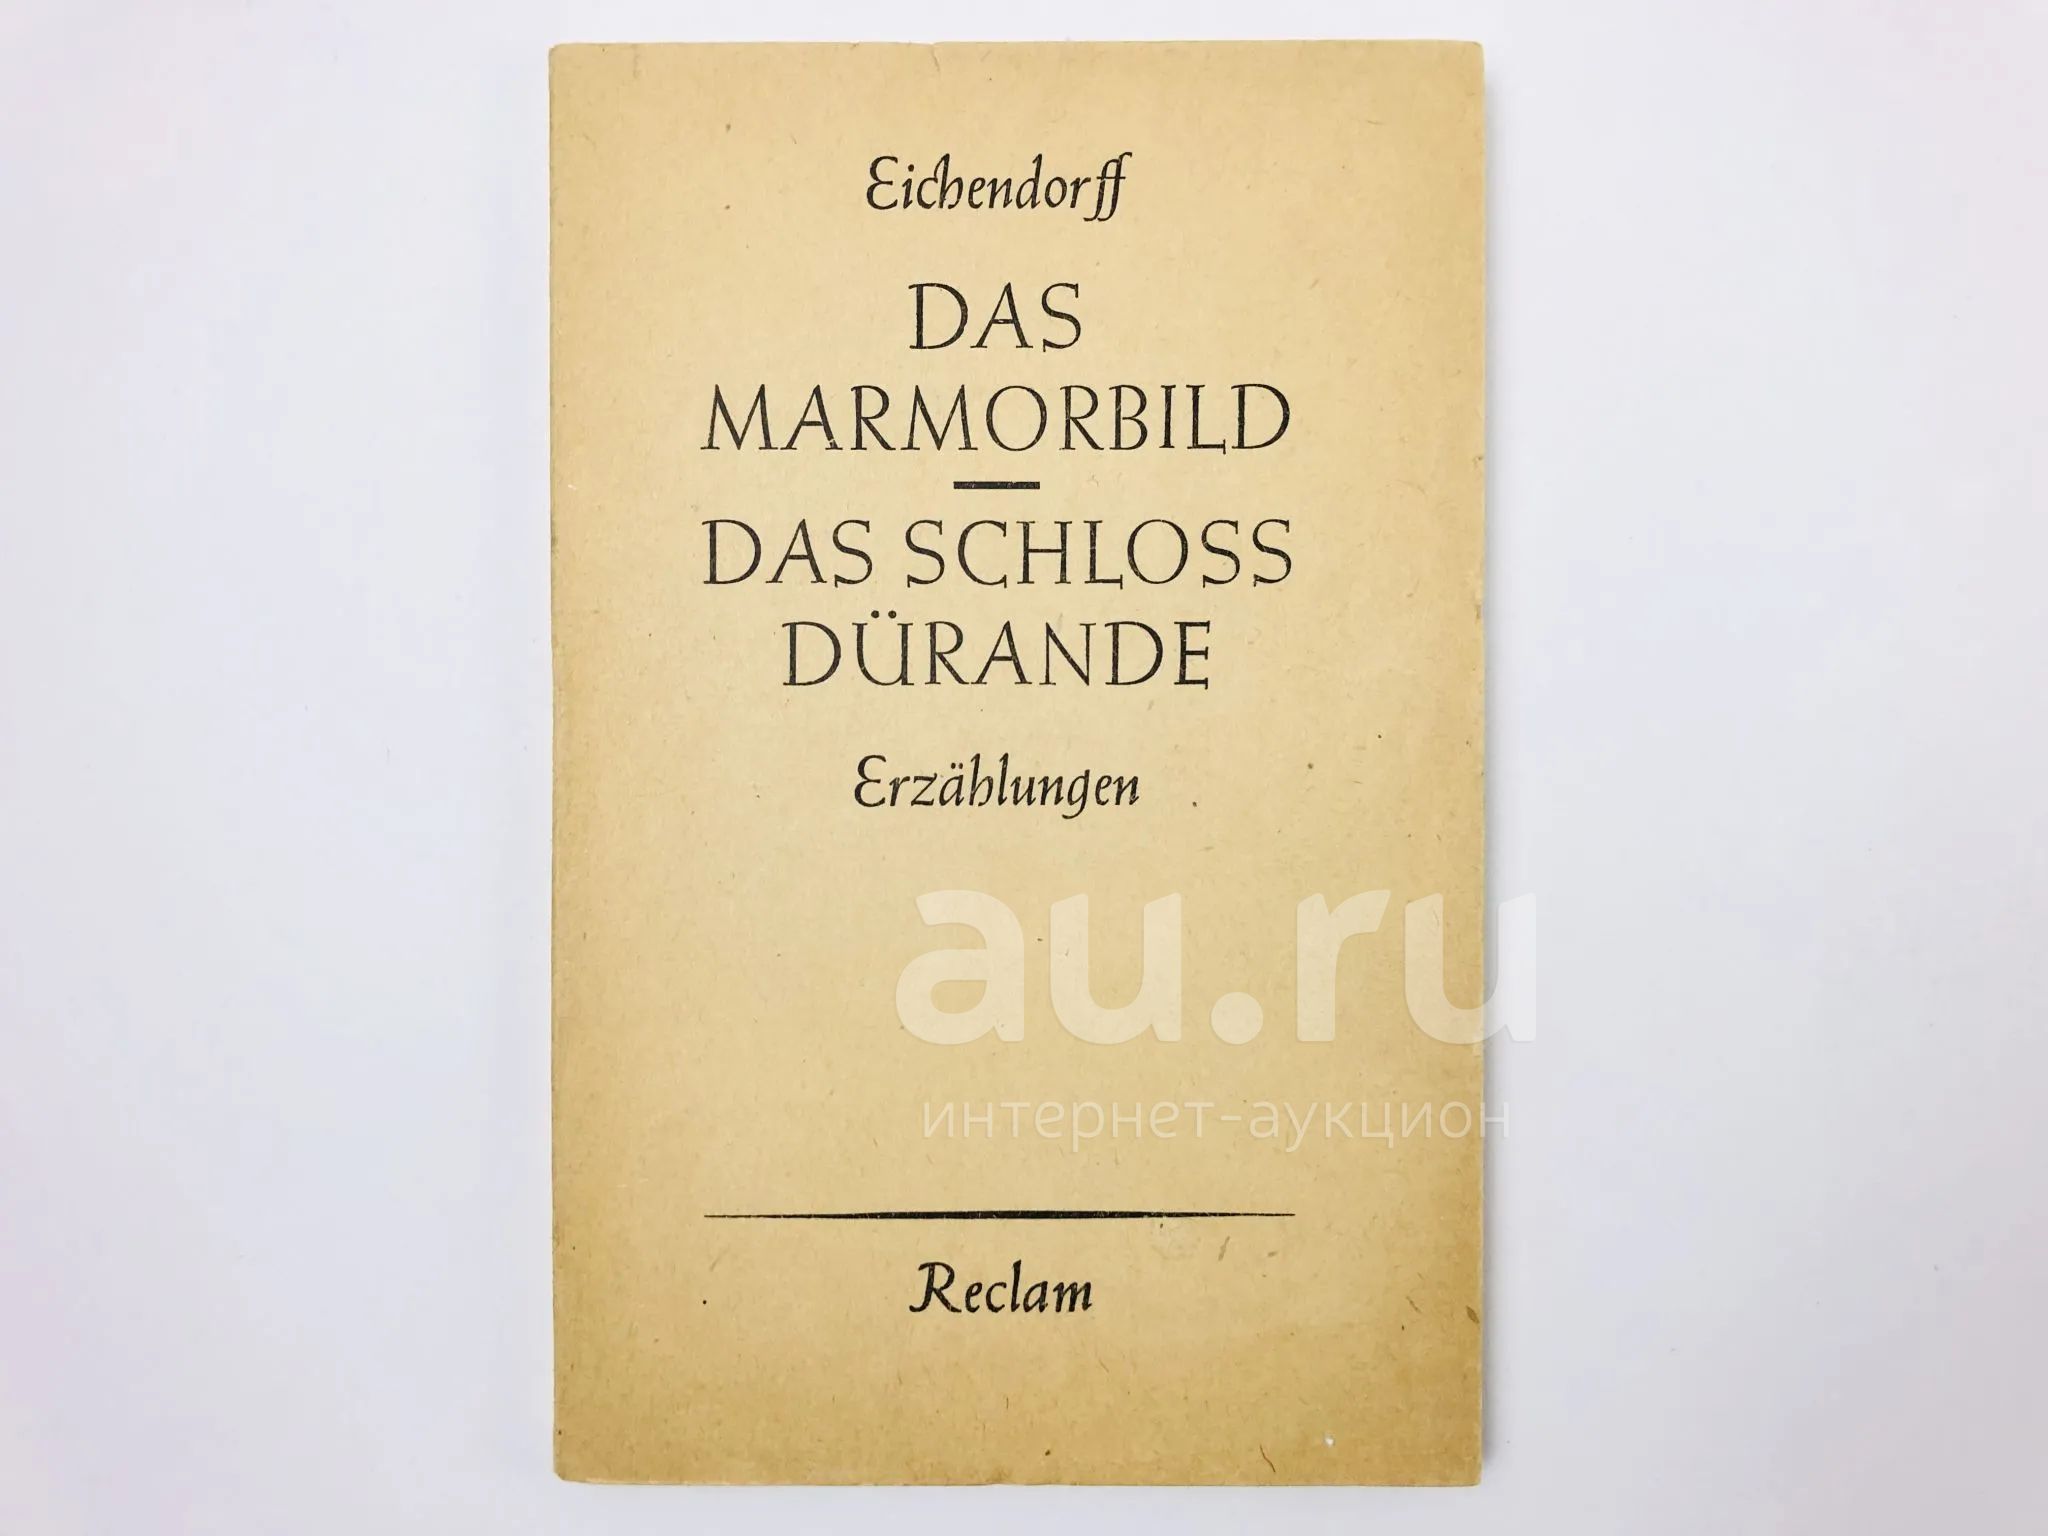 Eichendorff
DAS
MARMORBILD
DAS SCHLOSS
DÜRANDE
Erzählungen
au.ru
интернет-аукцион
Reclam